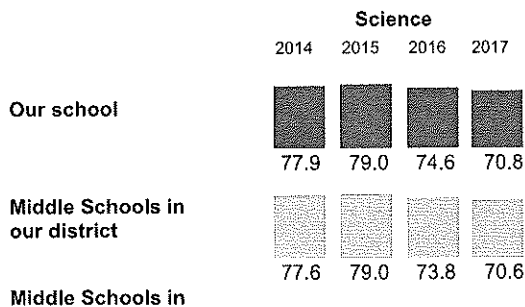 Science
2014 2015 2016 2017
Our school
77.9 79.0 74.6 70.8
Middle Schools in
our district
77.6 79.0 73.8 70.6
Middle Schools in